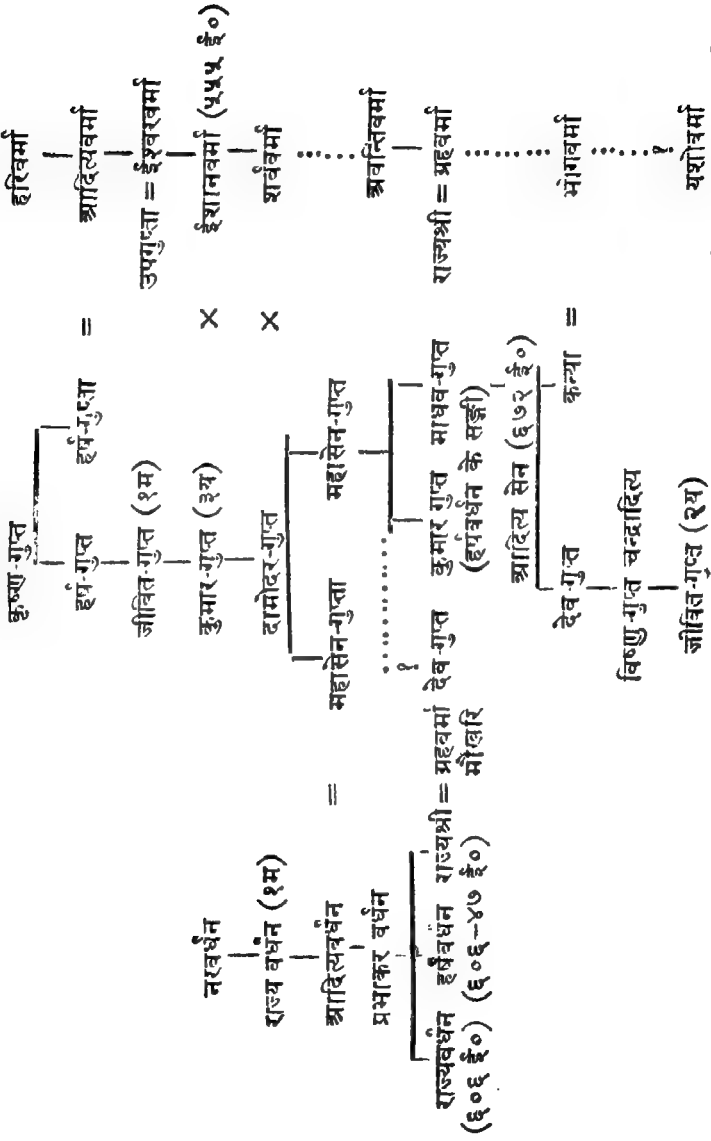 कृष्ण-गुप्त हरिवर्मा
हर्ष-गुप्त हर्ष-गुप्ता = आदित्यवर्मा
जीवित-गुप्त (१म) उपगुप्ता = ईश्वरवर्मा
नरवर्धन कुमार-गुप्त (३य) × ईशानवर्मा (५५५ ई०)
राज्य वर्धन (१म) दामोदर-गुप्त × शर्ववर्मा
आदित्यवर्धन = महासेन-गुप्ता महासेन-गुप्त
प्रभाकर वर्धन ? अवन्तिवर्मा
राज्यवर्धन हर्षवर्धन राज्यश्री = ग्रहवर्मा देव-गुप्त कुमार गुप्त माधव-गुप्त राज्यश्री = ग्रहवर्मा
(६०६ ई०) (६०६-४७ ई०) मौखरि (हर्षवर्धन के सङ्गी)
आदित्य सेन (६७२ ई०)
देव-गुप्त कन्या = भोगवर्मा
विष्णु-गुप्त चन्द्रादित्य
?
जीवित-गुप्त (२य) यशोवर्मा